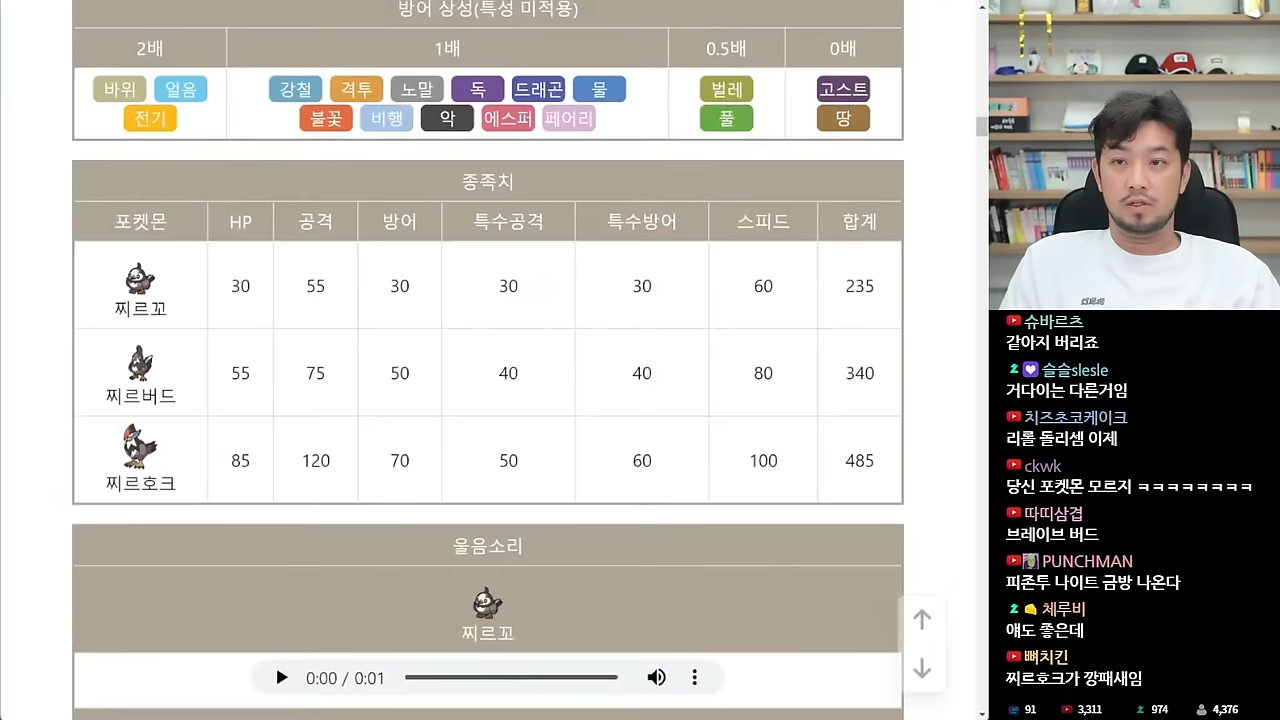 방어 상성(특성 미적용)
2배 1배 0.5배 0배
바위 얼음 강철 격투 노말 독 드래곤 물 벌레 고스트
전기 불꽃 비행 악 에스퍼 페어리 풀 땅
종족치
포켓몬 HP 공격 방어 특수공격 특수방어 스피드 합계
찌르꼬 30 55 30 30 30 60 235
찌르버드 55 75 50 40 40 80 340
찌르호크 85 120 70 50 60 100 485
울음소리
찌르꼬
0:00 / 0:01
슈바르츠
같아지 버리죠
슬슬slesle
거다이는 다른거임
치즈초코케이크
리롤 돌리셈 이제
ckwk
당신 포켓몬 모르지 ㅋㅋㅋㅋㅋㅋㅋㅋ
따띠삼겹
브레이브 버드
PUNCHMAN
피존투 나이트 금방 나온다
체루비
얘도 좋은데
뼈치킨
찌르호크가 깡패새임
91 3,311 974 4,376